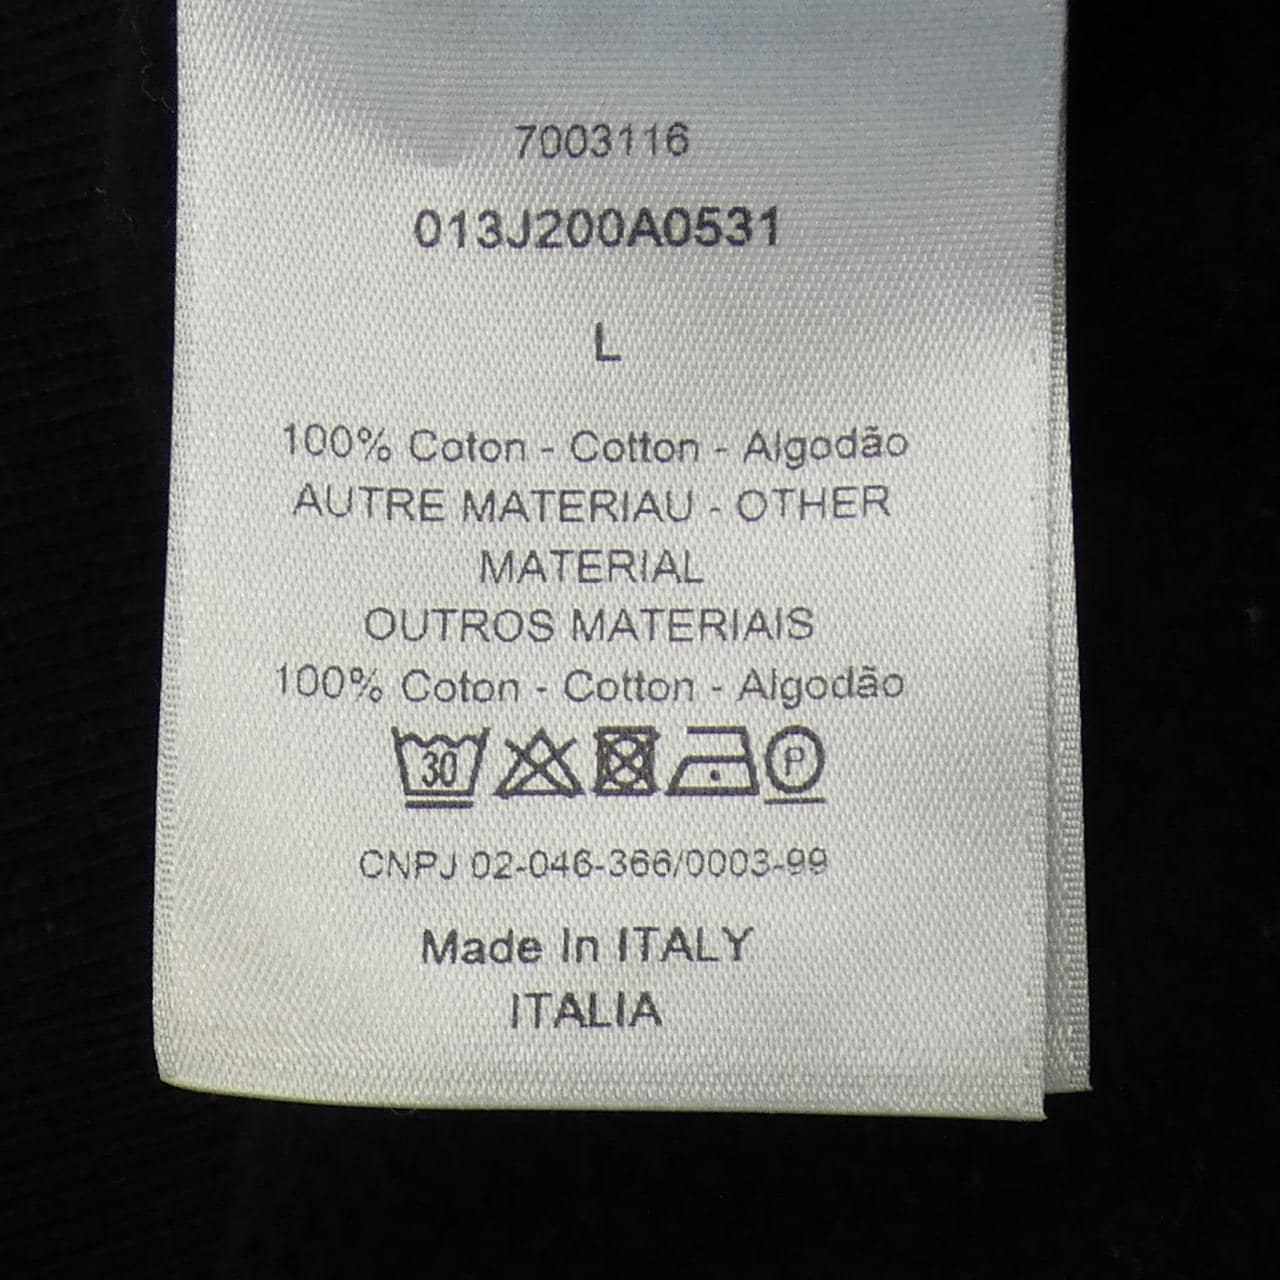 7003116
013J200A0531
L
100% Coton - Cotton - Algodão
AUTRE MATERIAU - OTHER
MATERIAL
OUTROS MATERIAIS
100% Coton - Cotton - Algodão
30 P
CNPJ 02-046-366/0003-99
Made In ITALY
ITALIA